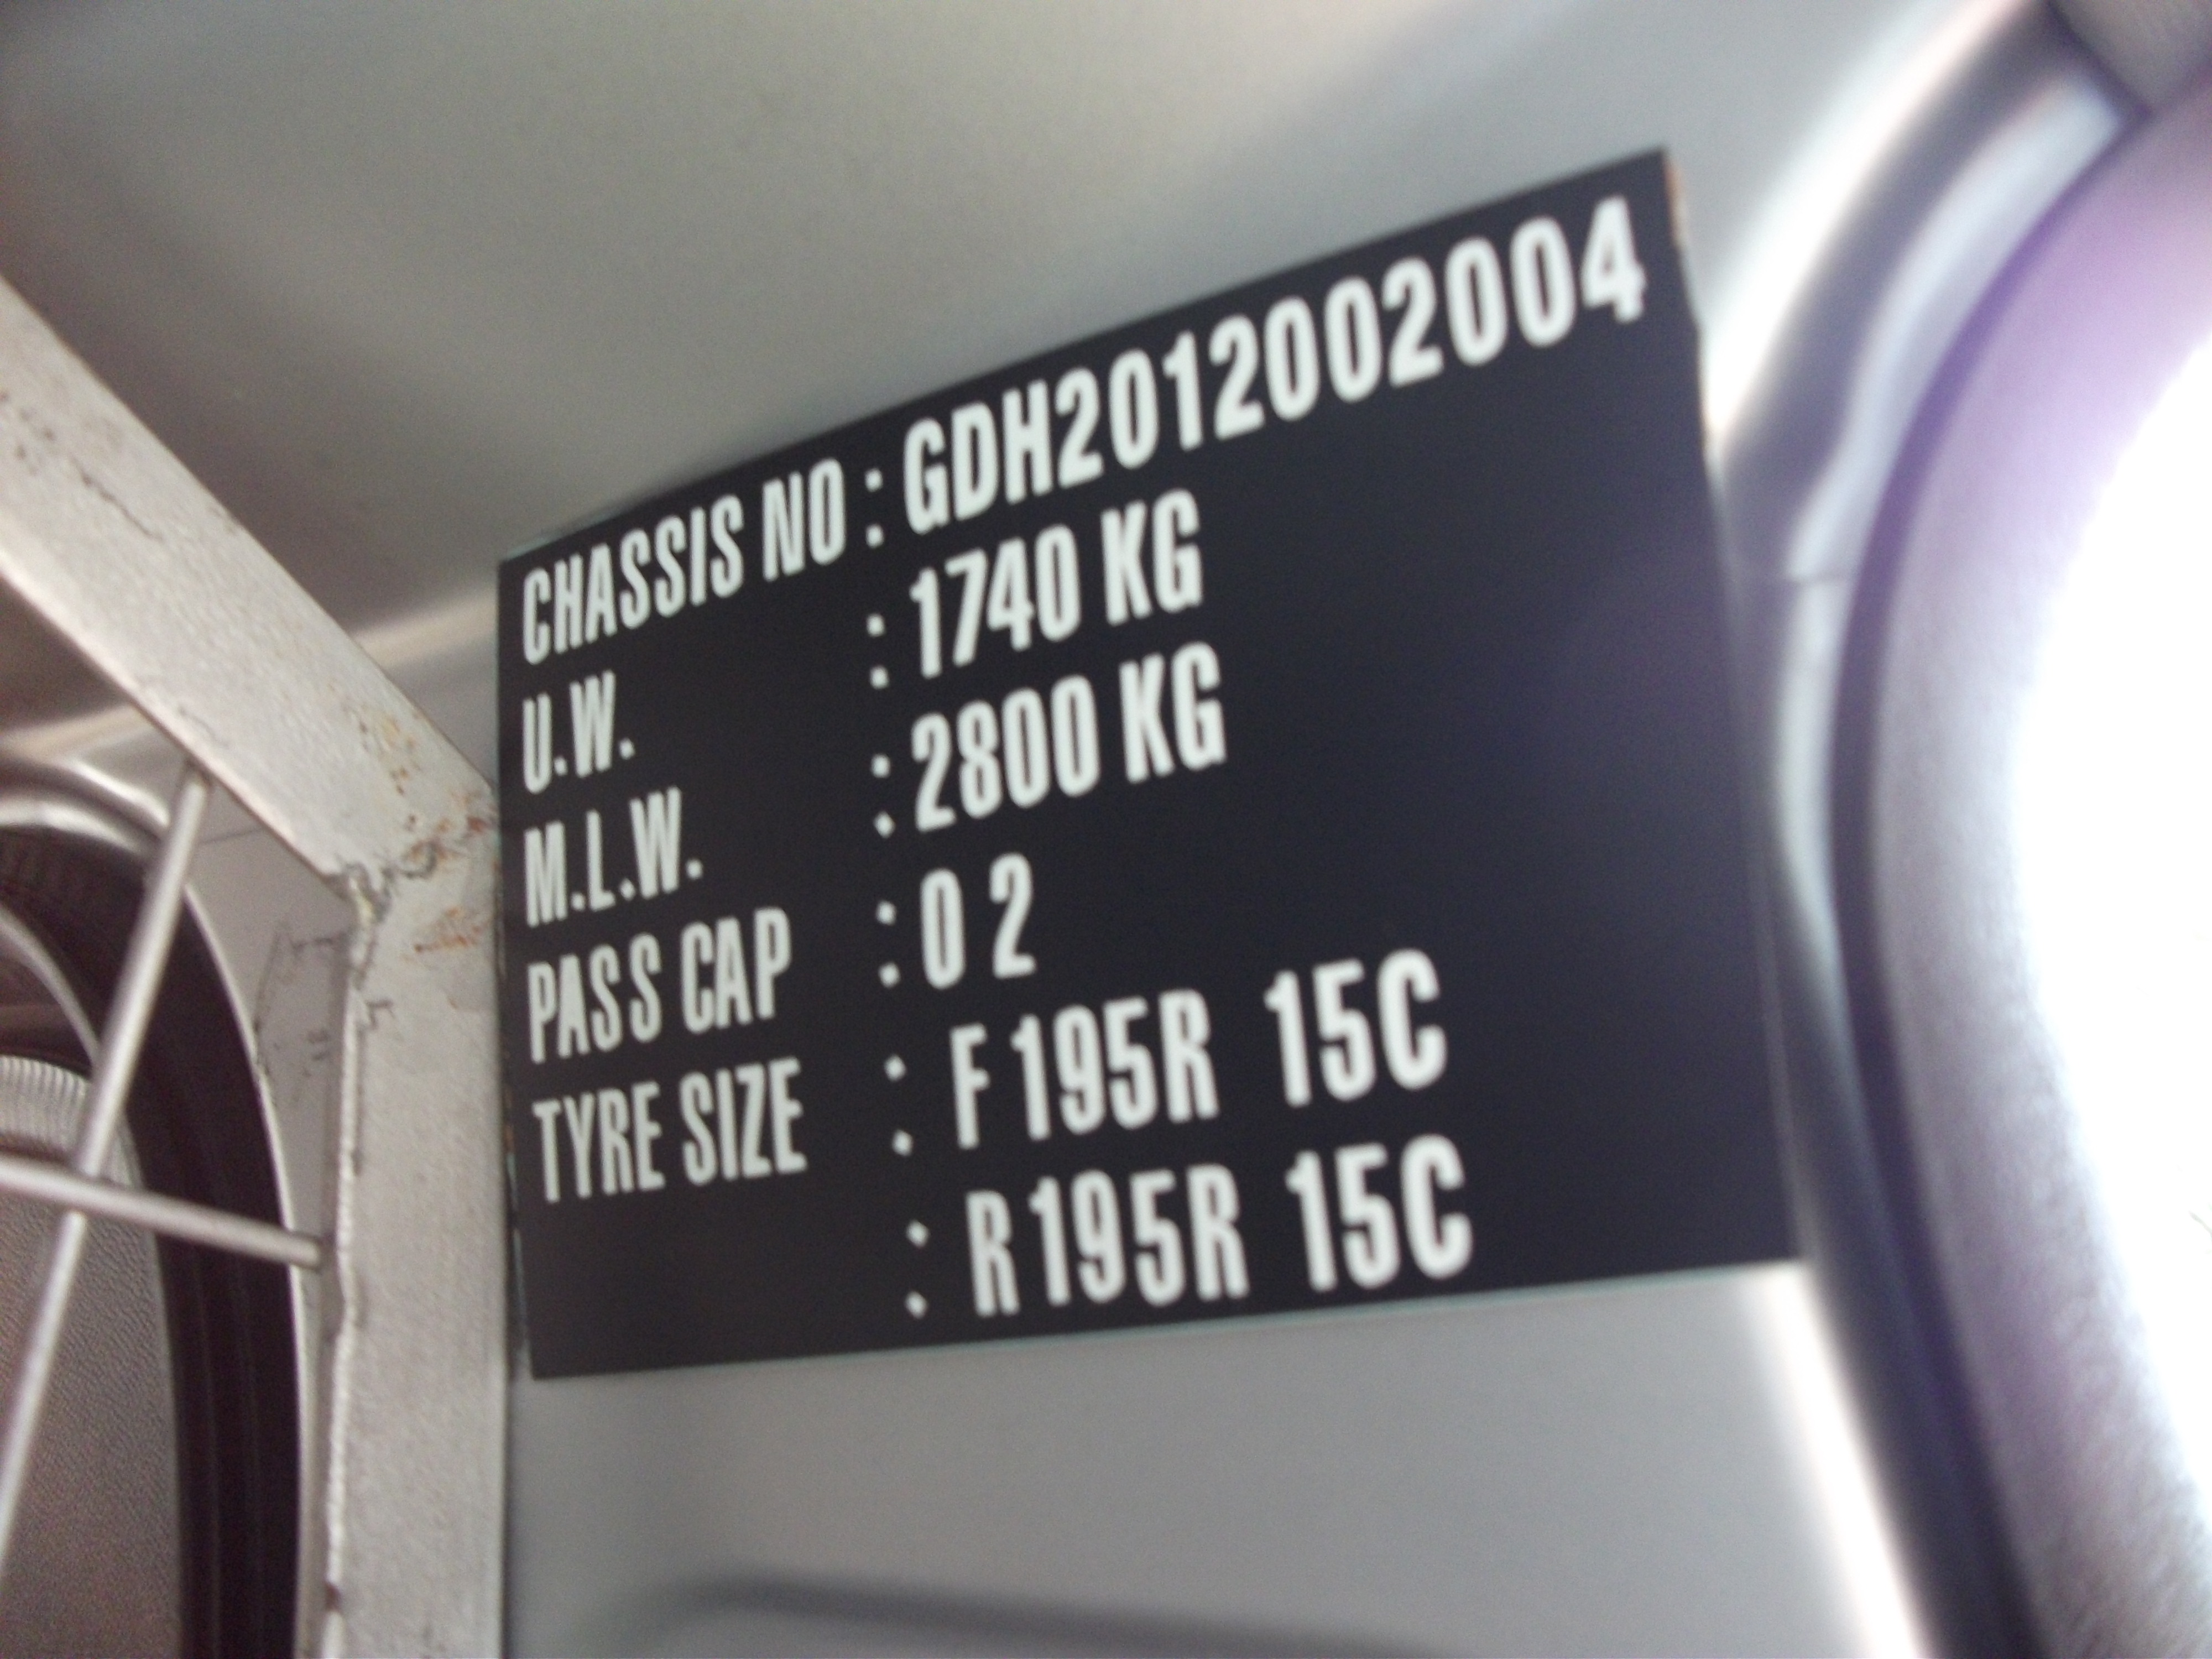 CHASSIS NO : GDH2012002004
U.W. : 1740 KG
M.L.W. : 2800 KG
PASS CAP : 0 2
TYRE SIZE : F 195R 15C
: R 195R 15C